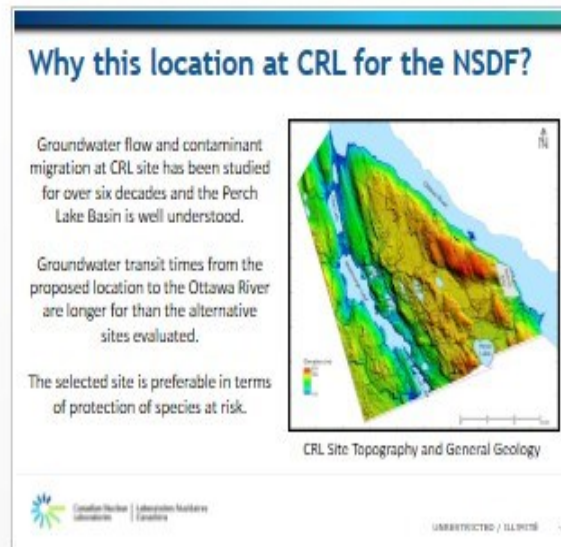 Why this location at CRL for the NSDF?
Groundwater flow and contaminant
migration at CRL site has been studied
for over six decades and the Perch
Lake Basin is well understood.
Groundwater transit times from the
proposed location to the Ottawa River
are longer for than the alternative
sites evaluated.
The selected site is preferable in terms
of protection of species at risk.
N
CRL Site Topography and General Geology
Canadian Nuclear
Laboratories
Laboratoires Nucléaires
Canadiens
UNRESTRICTED / ILLIMITÉ